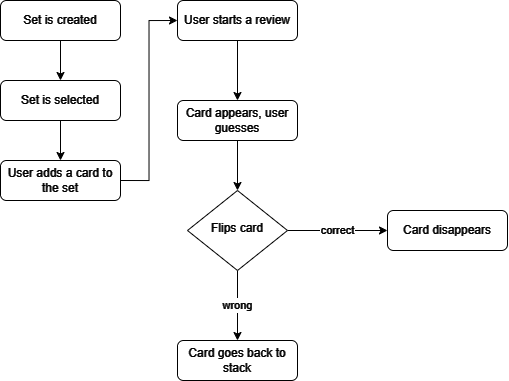 Set is created
Set is selected
User adds a card to
the set
User starts a review
Card appears, user
guesses
Flips card
correct
Card disappears
wrong
Card goes back to
stack